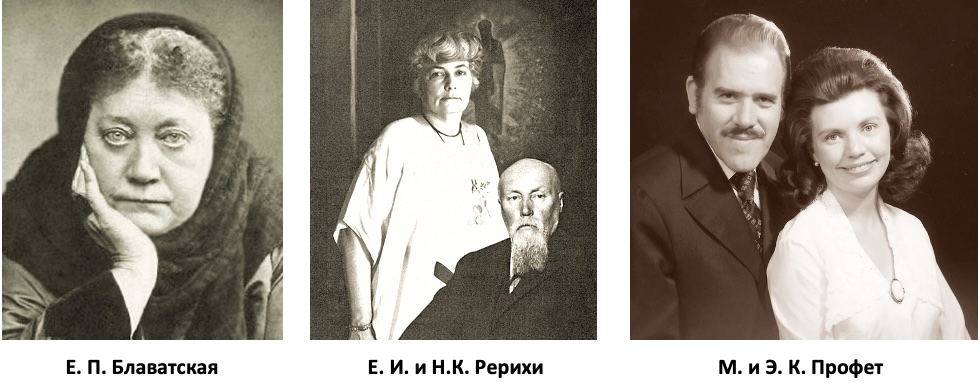 Е. П. Блаватская
Е. И. и Н.К. Рерихи
М. и Э. К. Профет